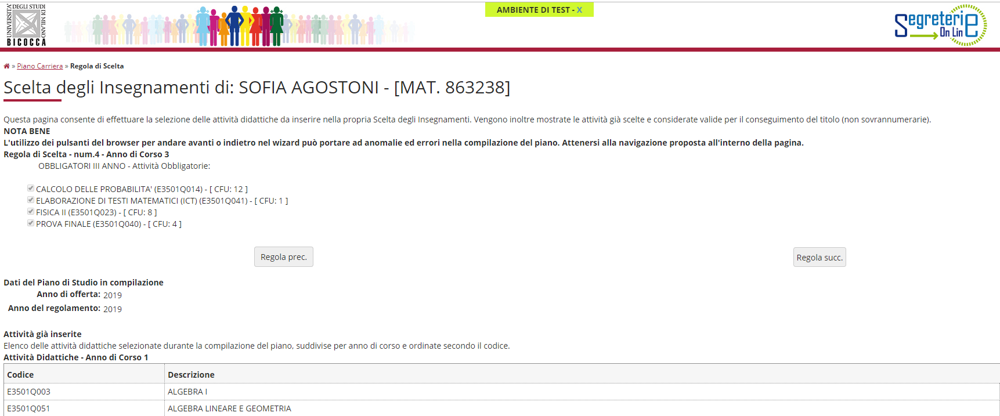 UNIVERSITA'
DEGLI STUDI
DI MILANO
BICOCCA
AMBIENTE DI TEST - X
Segreterie
On Line
» Piano Carriera » Regola di Scelta
Scelta degli Insegnamenti di: SOFIA AGOSTONI - [MAT. 863238]
Questa pagina consente di effettuare la selezione delle attività didattiche da inserire nella propria Scelta degli Insegnamenti. Vengono inoltre mostrate le attività già scelte e considerate valide per il conseguimento del titolo (non sovrannumerarie).
NOTA BENE
L'utilizzo dei pulsanti del browser per andare avanti o indietro nel wizard può portare ad anomalie ed errori nella compilazione del piano. Attenersi alla navigazione proposta all'interno della pagina.
Regola di Scelta - num.4 - Anno di Corso 3
OBBLIGATORI III ANNO - Attività Obbligatorie:
CALCOLO DELLE PROBABILITA' (E3501Q014) - [ CFU: 12 ]
ELABORAZIONE DI TESTI MATEMATICI (ICT) (E3501Q041) - [ CFU: 1 ]
FISICA II (E3501Q023) - [ CFU: 8 ]
PROVA FINALE (E3501Q040) - [ CFU: 4 ]
Regola prec. Regola succ.
Dati del Piano di Studio in compilazione
Anno di offerta: 2019
Anno del regolamento: 2019
Attività già inserite
Elenco delle attività didattiche selezionate durante la compilazione del piano, suddivise per anno di corso e ordinate secondo il codice.
Attività Didattiche - Anno di Corso 1
Codice Descrizione
E3501Q003 ALGEBRA I
E3501Q051 ALGEBRA LINEARE E GEOMETRIA